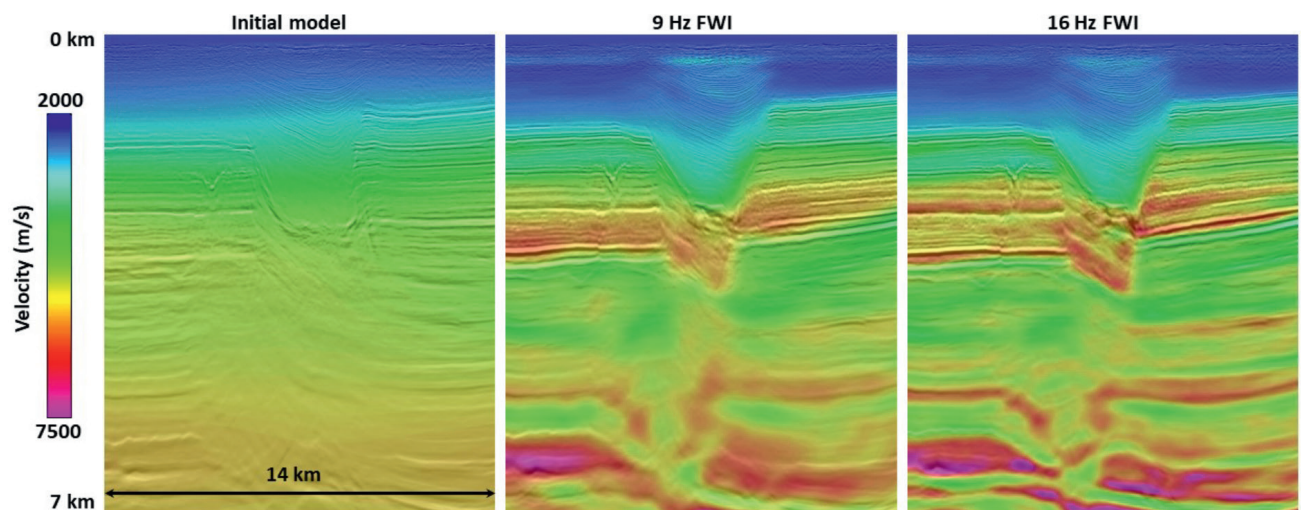 Initial model
9 Hz FWI
16 Hz FWI
0 km
2000
Velocity (m/s)
7500
14 km
7 km